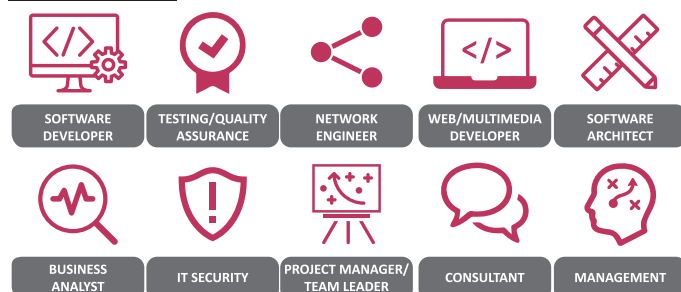 </>
</>
SOFTWARE
DEVELOPER
TESTING/QUALITY
ASSURANCE
NETWORK
ENGINEER
WEB/MULTIMEDIA
DEVELOPER
SOFTWARE
ARCHITECT
BUSINESS
ANALYST
IT SECURITY
PROJECT MANAGER/
TEAM LEADER
CONSULTANT
MANAGEMENT